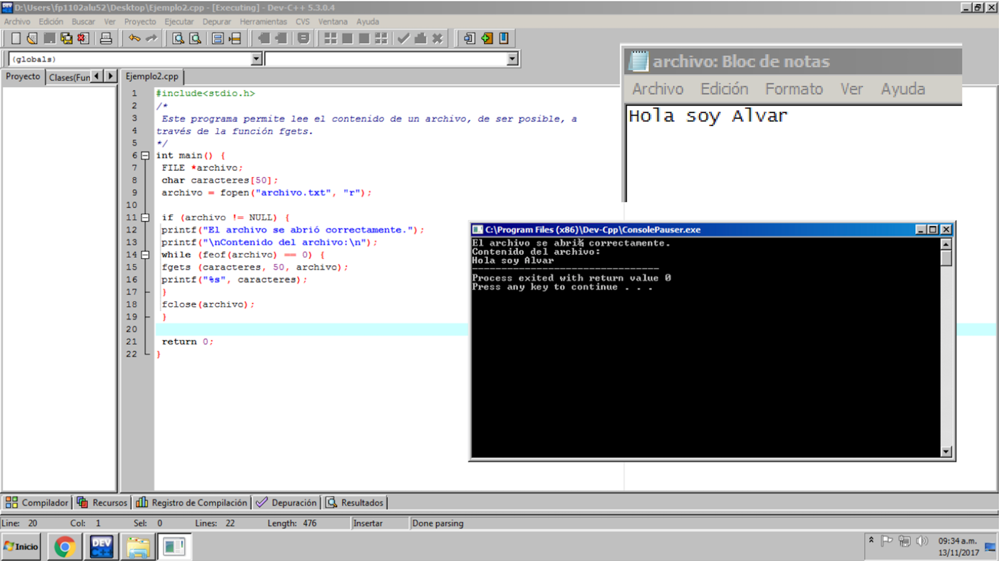 D:\Users\fp1102alu52\Desktop\Ejemplo2.cpp - [Executing] - Dev-C++ 5.3.0.4
Archivo Edición Buscar Ver Proyecto Ejecutar Depurar Herramientas CVS Ventana Ayuda
(globals)
Proyecto Clases(Fun Ejemplo2.cpp
1 #include<stdio.h>
2 /*
3 Este programa permite lee el contenido de un archivo, de ser posible, a
4 través de la función fgets.
5 */
6 int main() {
7 FILE *archivo;
8 char caracteres[50];
9 archivo = fopen("archivo.txt", "r");
10
11 if (archivo != NULL) {
12 printf("El archivo se abrió correctamente.");
13 printf("\nContenido del archivo:\n");
14 while (feof(archivo) == 0) {
15 fgets (caracteres, 50, archivo);
16 printf("%s", caracteres);
17 }
18 fclose(archivo);
19 }
20
21 return 0;
22 }
archivo: Bloc de notas
Archivo Edición Formato Ver Ayuda
Hola soy Alvar
C:\Program Files (x86)\Dev-Cpp\ConsolePauser.exe
El archivo se abri¾ correctamente.
Contenido del archivo:
Hola soy Alvar
--------------------------------
Process exited with return value 0
Press any key to continue . . .
Compilador Recursos Registro de Compilación Depuración Resultados
Line: 20 Col: 1 Sel: 0 Lines: 22 Length: 476 Insertar Done parsing
Inicio DEV C++ 09:34 a.m.
13/11/2017